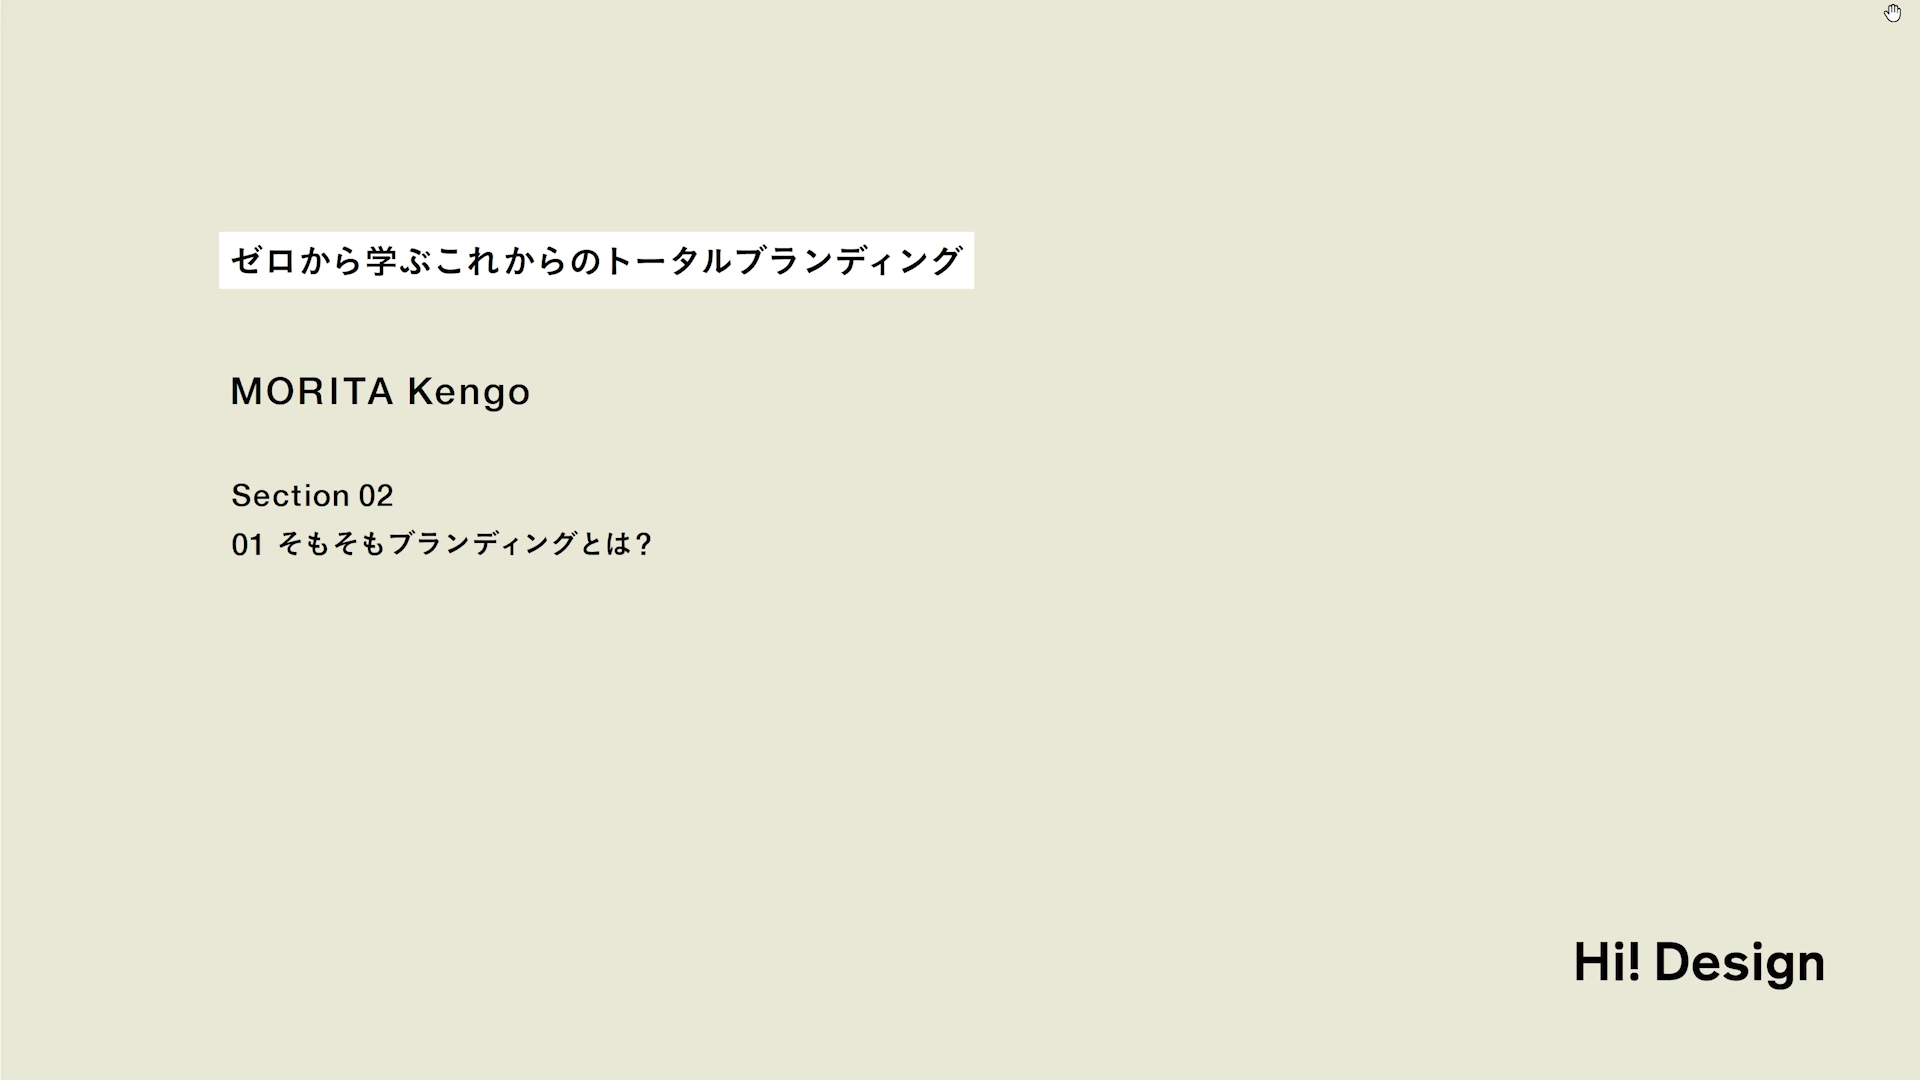 ゼロから学ぶこれからのトータルブランディング
MORITA Kengo
Section 02
01 そもそもブランディングとは？
Hi! Design